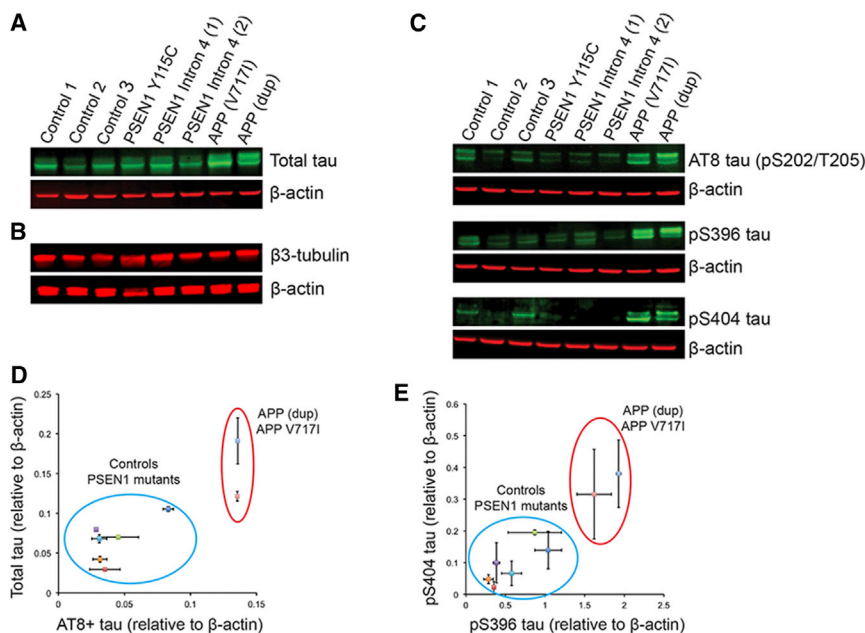 A
Control 1
Control 2
Control 3
PSEN1 Y115C
PSEN1 Intron 4 (1)
PSEN1 Intron 4 (2)
APP (V717I)
APP (dup)
Total tau
β-actin
B
β3-tubulin
β-actin
C
Control 1
Control 2
Control 3
PSEN1 Y115C
PSEN1 Intron 4 (1)
PSEN1 Intron 4 (2)
APP (V717I)
APP (dup)
AT8 tau (pS202/T205)
β-actin
pS396 tau
β-actin
pS404 tau
β-actin
D
Total tau (relative to β-actin)
0.25
0.2
0.15
0.1
0.05
0
0
0.05
0.1
0.15
AT8+ tau (relative to β-actin)
Controls
PSEN1 mutants
APP (dup)
APP V717I
E
pS404 tau (relative to β-actin)
0.6
0.5
0.4
0.3
0.2
0.1
0
0
0.5
1
1.5
2
2.5
pS396 tau (relative to β-actin)
Controls
PSEN1 mutants
APP (dup)
APP V717I